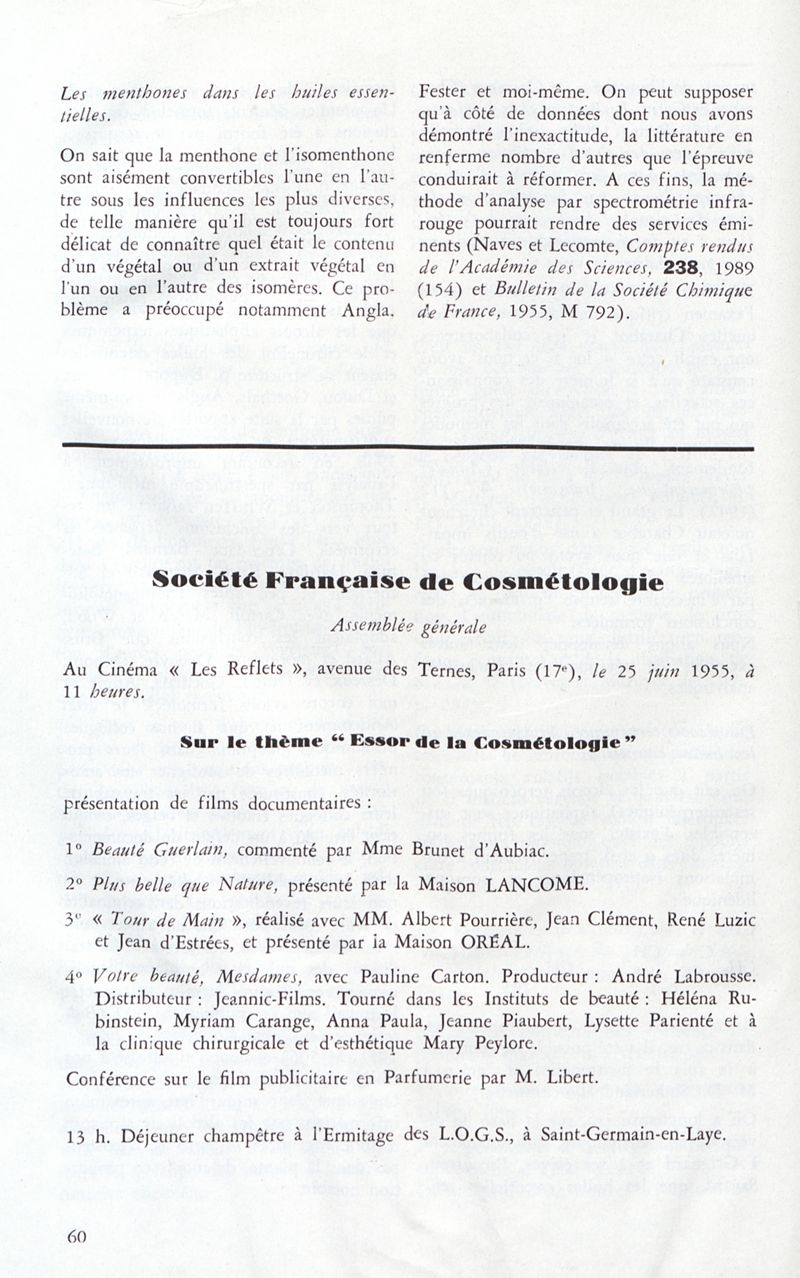 Les menthones dans les huiles essen-
tielles.
On sait que la menthone et l'isomenthone
sont aisément convertibles l'une en l'au-
tre sous les influences les plus diverses,
de telle manière qu'il est toujours fort
délicat de connaître quel était le contenu
d'un végétal ou d'un extrait végétal en
l'un ou en l'autre des isomères. Ce pro-
blème a préoccupé notamment Angla,
Fester et moi-même. On peut supposer
qu'à côté de données dont nous avons
démontré l'inexactitude, la littérature en
renferme nombre d'autres que l'épreuve
conduirait à réformer. A ces fins, la mé-
thode d'analyse par spectrométrie infra-
rouge pourrait rendre des services émi-
nents (Naves et Lecomte, Comptes rendus
de l'Académie des Sciences, 238, 1989
(154) et Bulletin de la Société Chimique
de France, 1955, M 792).
Société Française de Cosmétologie
Assemblée générale
Au Cinéma « Les Reflets », avenue des Ternes, Paris (17e), le 25 juin 1955, à
11 heures.
Sur le thème “ Essor de la Cosmétologie ”
présentation de films documentaires :
1° Beauté Guerlain, commenté par Mme Brunet d'Aubiac.
2° Plus belle que Nature, présenté par la Maison LANCOME.
3° « Tour de Main », réalisé avec MM. Albert Pourrière, Jean Clément, René Luzic
et Jean d'Estrées, et présenté par la Maison ORÉAL.
4° Votre beauté, Mesdames, avec Pauline Carton. Producteur : André Labrousse.
Distributeur : Jeannic-Films. Tourné dans les Instituts de beauté : Héléna Ru-
binstein, Myriam Carange, Anna Paula, Jeanne Piaubert, Lysette Parienté et à
la clinique chirurgicale et d'esthétique Mary Peylore.
Conférence sur le film publicitaire en Parfumerie par M. Libert.
13 h. Déjeuner champêtre à l'Ermitage des L.O.G.S., à Saint-Germain-en-Laye.
60